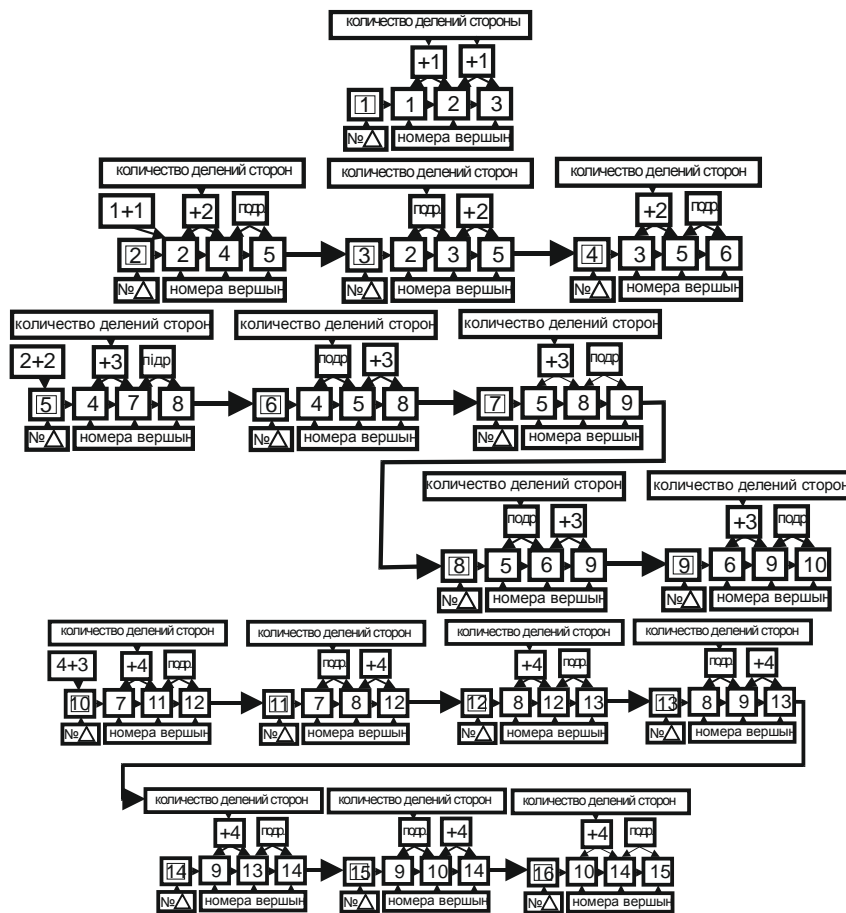 количество делений стороны
+1 +1
1 1 2 3
№ номера вершын
количество делений сторон количество делений сторон количество делений сторон
1+1 +2 подр. подр. +2 +2 подр.
2 2 4 5 3 2 3 5 4 3 5 6
№ номера вершын № номера вершын № номера вершын
количество делений сторон количество делений сторон количество делений сторон
2+2 +3 підр. подр +3 +3 подр
5 4 7 8 6 4 5 8 7 5 8 9
№ номера вершын № номера вершын № номера вершын
количество делений сторон количество делений сторон
подр +3 +3 подр
8 5 6 9 9 6 9 10
№ номера вершын № номера вершын
количество делений сторон количество делений сторон количество делений сторон количество делений сторон
4+3 +4 подр. подр. +4 +4 подр. подр. +4
10 7 11 12 11 7 8 12 12 8 12 13 13 8 9 13
№ номера вершын № номера вершын № номера вершын № номера вершын
количество делений сторон количество делений сторон количество делений сторон
+4 подр. подр. +4 +4 подр.
14 9 13 14 15 9 10 14 16 10 14 15
№ номера вершын № номера вершын № номера вершын